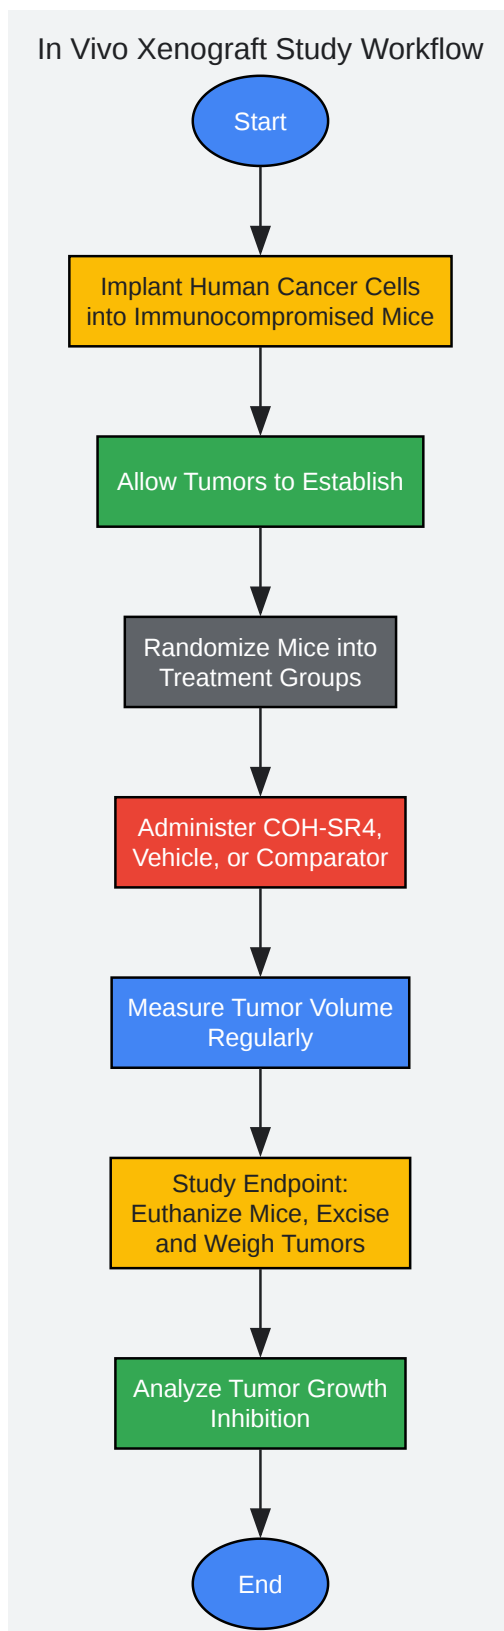 In Vivo Xenograft Study Workflow
Start
Implant Human Cancer Cells
into Immunocompromised Mice
Allow Tumors to Establish
Randomize Mice into
Treatment Groups
Administer COH-SR4,
Vehicle, or Comparator
Measure Tumor Volume
Regularly
Study Endpoint:
Euthanize Mice, Excise
and Weigh Tumors
Analyze Tumor Growth
Inhibition
End